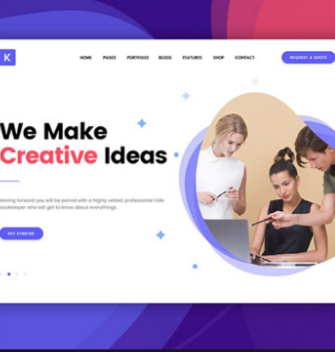 K
HOME PAGES PORTFOLIO BLOGS FEATURES SHOP CONTACT REQUEST A QUOTE
We Make
Creative Ideas
Moving forward you will be paired with a highly vetted, professional Ride
bookkeeper who will get to know about everythings.
GET STARTED